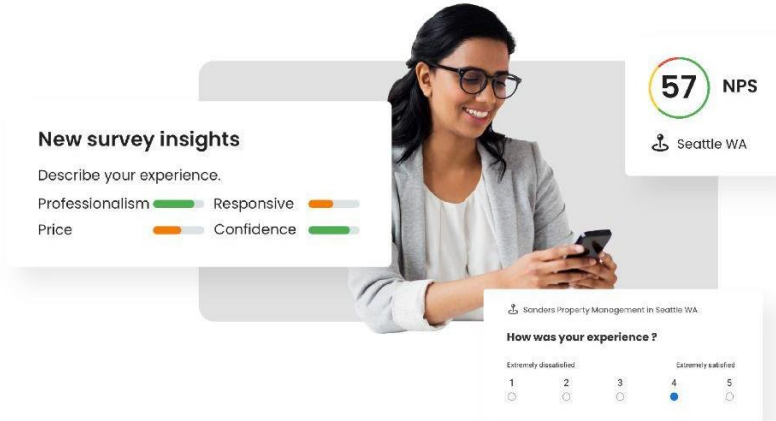 New survey insights
Describe your experience.
Professionalism Responsive
Price Confidence
57 NPS
Seattle WA
Sanders Property Management in Seattle WA
How was your experience ?
Extremely dissatisfied Extremely satisfied
1 2 3 4 5